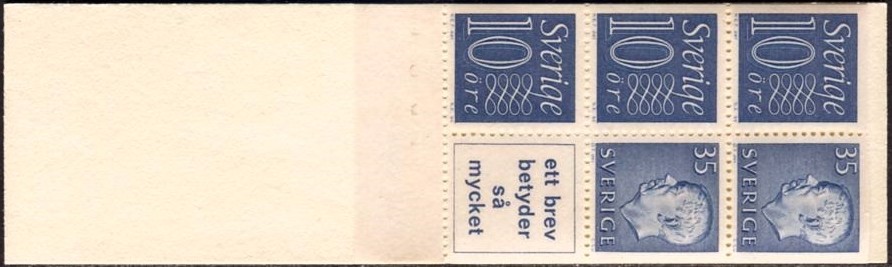 Sverige
10
öre
Sverige
10
öre
Sverige
10
öre
ett brev
betyder
så
mycket
35
SVERIGE
35
SVERIGE